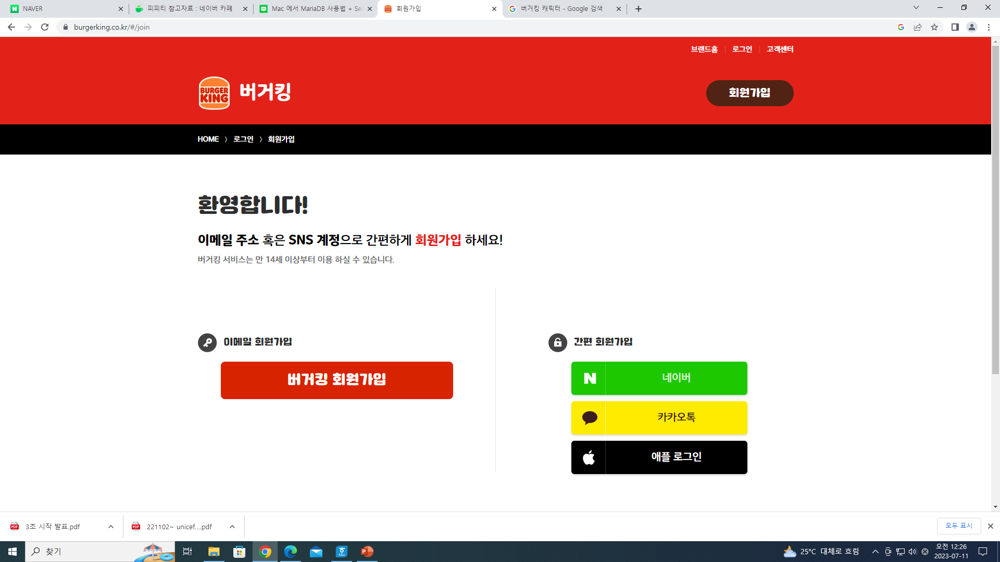 NAVER
피피티 참고자료 : 네이버 카페
Mac 에서 MariaDB 사용법 + Se
회원가입
버거킹 캐릭터 - Google 검색
burgerking.co.kr/#/join
브랜드홈
로그인
고객센터
BURGER KING
버거킹
회원가입
HOME 〉 로그인 〉 회원가입
환영합니다!
이메일 주소 혹은 SNS 계정으로 간편하게 회원가입 하세요!
버거킹 서비스는 만 14세 이상부터 이용 하실 수 있습니다.
이메일 회원가입
버거킹 회원가입
간편 회원가입
네이버
카카오톡
애플 로그인
3조 시작 발표.pdf
221102~ unicef....pdf
모두 표시
찾기
25°C 대체로 흐림
오전 12:26
2023-07-11